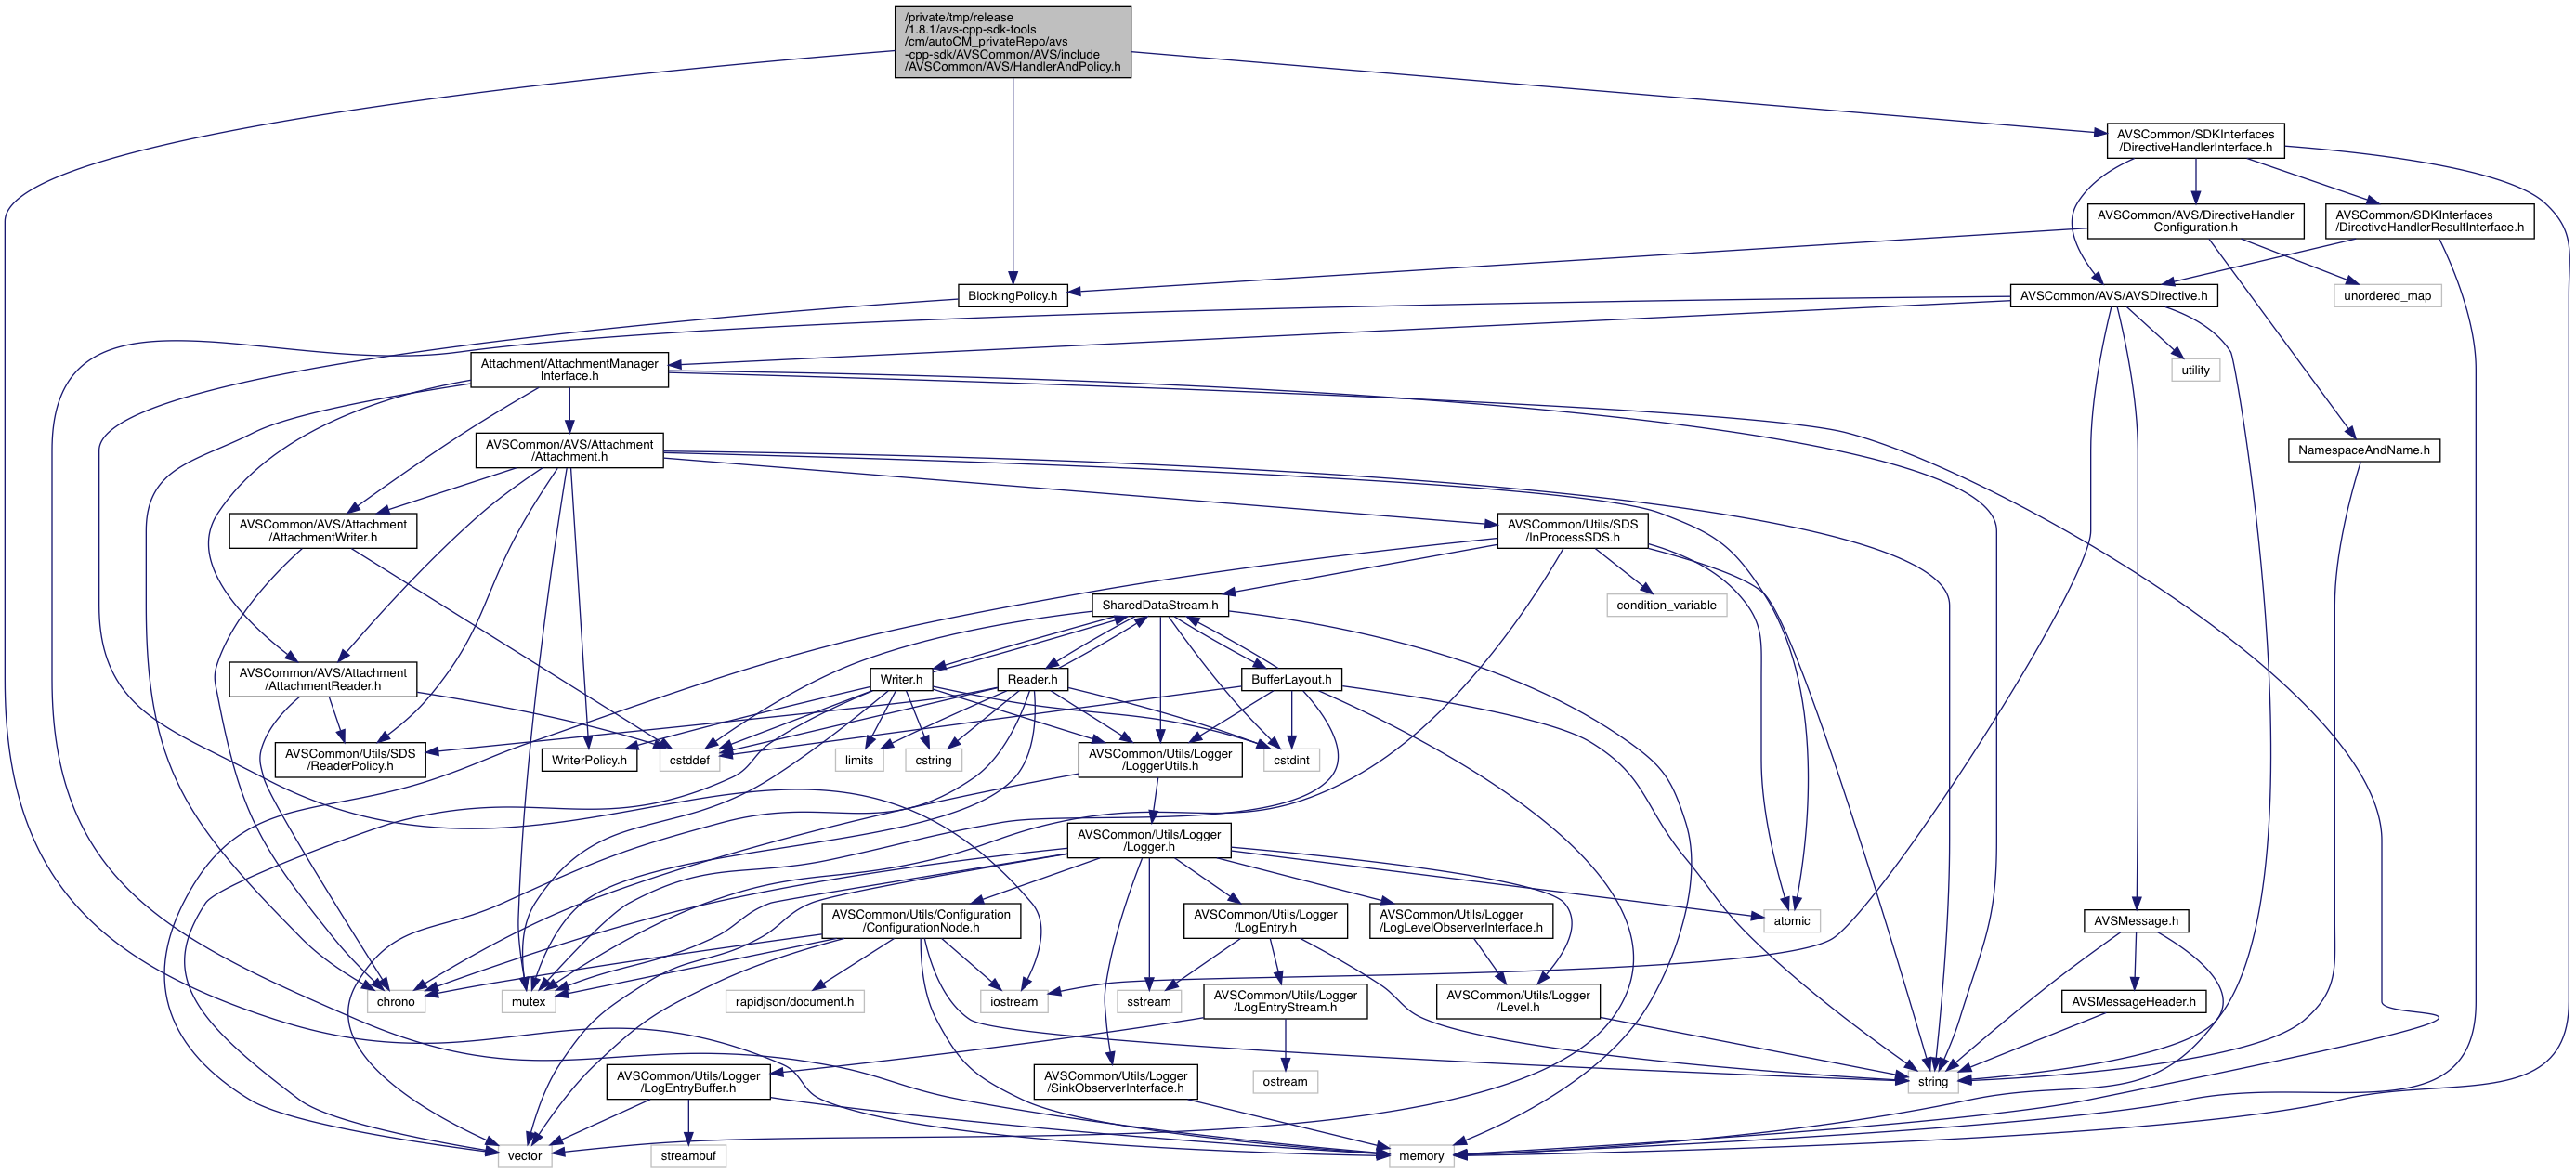 /private/tmp/release
/1.8.1/avs-cpp-sdk-tools
/cm/autoCM_privateRepo/avs
-cpp-sdk/AVSCommon/AVS/include
/AVSCommon/AVS/HandlerAndPolicy.h
AVSCommon/SDKInterfaces
/DirectiveHandlerInterface.h
AVSCommon/AVS/DirectiveHandler
Configuration.h
AVSCommon/SDKInterfaces
/DirectiveHandlerResultInterface.h
BlockingPolicy.h
AVSCommon/AVS/AVSDirective.h
unordered_map
Attachment/AttachmentManager
Interface.h
utility
AVSCommon/AVS/Attachment
/Attachment.h
NamespaceAndName.h
AVSCommon/AVS/Attachment
/AttachmentWriter.h
AVSCommon/Utils/SDS
/InProcessSDS.h
SharedDataStream.h
condition_variable
AVSCommon/AVS/Attachment
/AttachmentReader.h
Writer.h
Reader.h
BufferLayout.h
AVSCommon/Utils/SDS
/ReaderPolicy.h
WriterPolicy.h
cstddef
limits
cstring
AVSCommon/Utils/Logger
/LoggerUtils.h
cstdint
AVSCommon/Utils/Logger
/Logger.h
AVSCommon/Utils/Configuration
/ConfigurationNode.h
AVSCommon/Utils/Logger
/LogEntry.h
AVSCommon/Utils/Logger
/LogLevelObserverInterface.h
atomic
AVSMessage.h
chrono
mutex
rapidjson/document.h
iostream
sstream
AVSCommon/Utils/Logger
/LogEntryStream.h
AVSCommon/Utils/Logger
/Level.h
AVSMessageHeader.h
AVSCommon/Utils/Logger
/LogEntryBuffer.h
AVSCommon/Utils/Logger
/SinkObserverInterface.h
ostream
string
vector
streambuf
memory